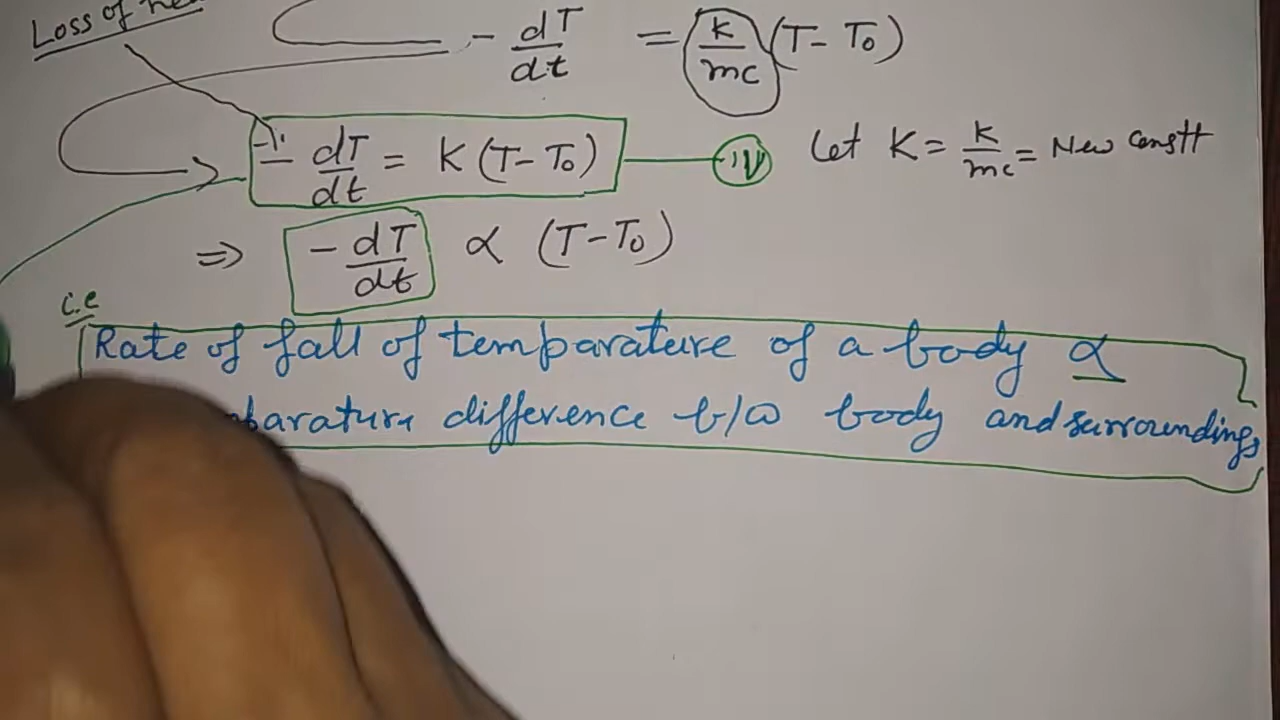 Loss of
- dT/dt = k/mc (T - T₀)
"-" - dT/dt = K (T - T₀) —— IV Let K = k/mc = New constt
⇒ - dT/dt ∝ (T - T₀)
i.e
Rate of fall of temparature of a body ∝
difference b/w body and surroundings